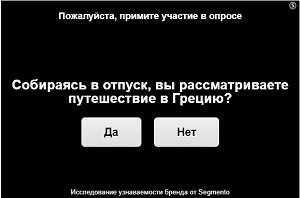 Пожалуйста, примите участие в опросе
Собираясь в отпуск, вы рассматриваете
путешествие в Грецию?
Да
Нет
Исследование узнаваемости бренда от Segmento